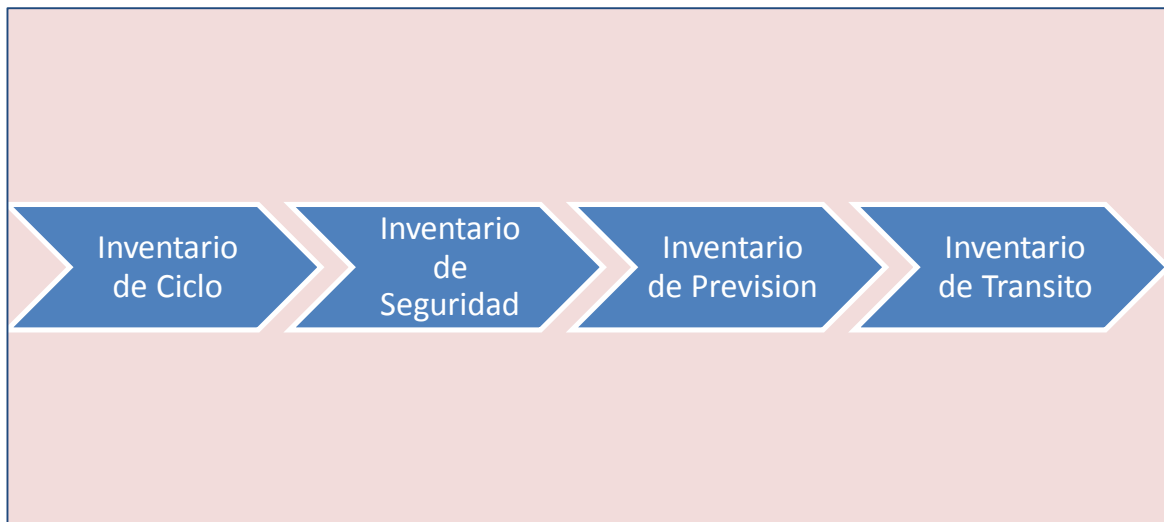 Inventario
de Ciclo
Inventario
de
Seguridad
Inventario
de Prevision
Inventario
de Transito